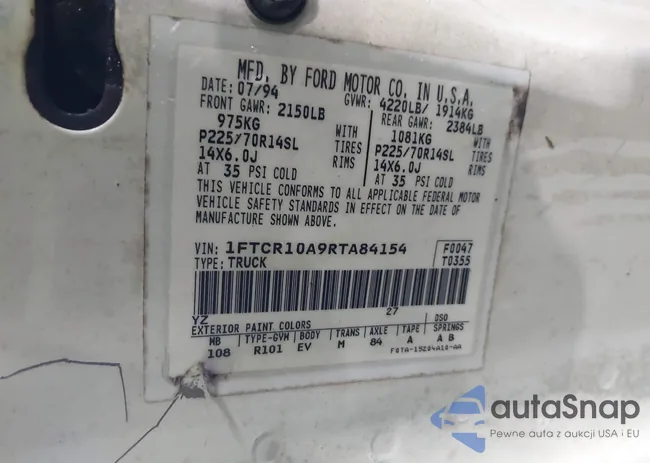 MFD. BY FORD MOTOR CO. IN U.S.A.
DATE: 07/94 GVWR: 4220LB/ 1914KG
FRONT GAWR: 2150LB REAR GAWR: 2384LB
975KG WITH 1081KG WITH
P225/70R14SL TIRES P225/70R14SL TIRES
14X6.0J RIMS 14X6.0J RIMS
AT 35 PSI COLD AT 35 PSI COLD
THIS VEHICLE CONFORMS TO ALL APPLICABLE FEDERAL MOTOR
VEHICLE SAFETY STANDARDS IN EFFECT ON THE DATE OF
MANUFACTURE SHOWN ABOVE.
VIN: 1FTCR10A9RTA84154 F0047
TYPE: TRUCK T0355
YZ 27
EXTERIOR PAINT COLORS DSO
WB TYPE-GVW BODY TRANS AXLE TAPE SPRINGS
108 R101 EV M 84 A A B
F0TA-15204A10-AA
autaSnap
Pewne auta z aukcji USA i EU